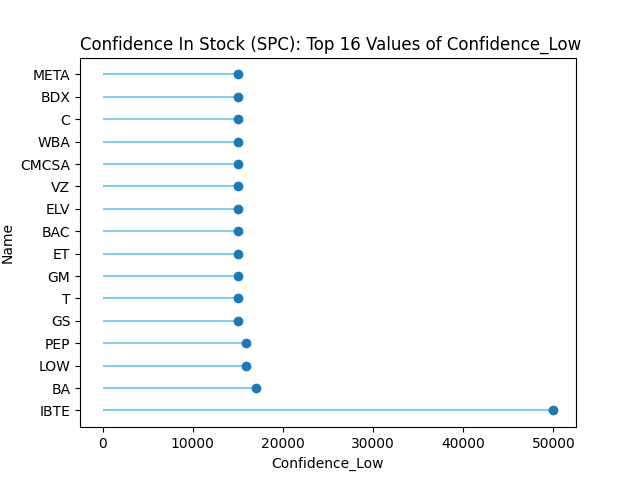 Confidence In Stock (SPC): Top 16 Values of Confidence_Low
META
BDX
C
WBA
CMCSA
VZ
ELV
BAC
ET
GM
T
GS
PEP
LOW
BA
IBTE
Name
0 10000 20000 30000 40000 50000
Confidence_Low